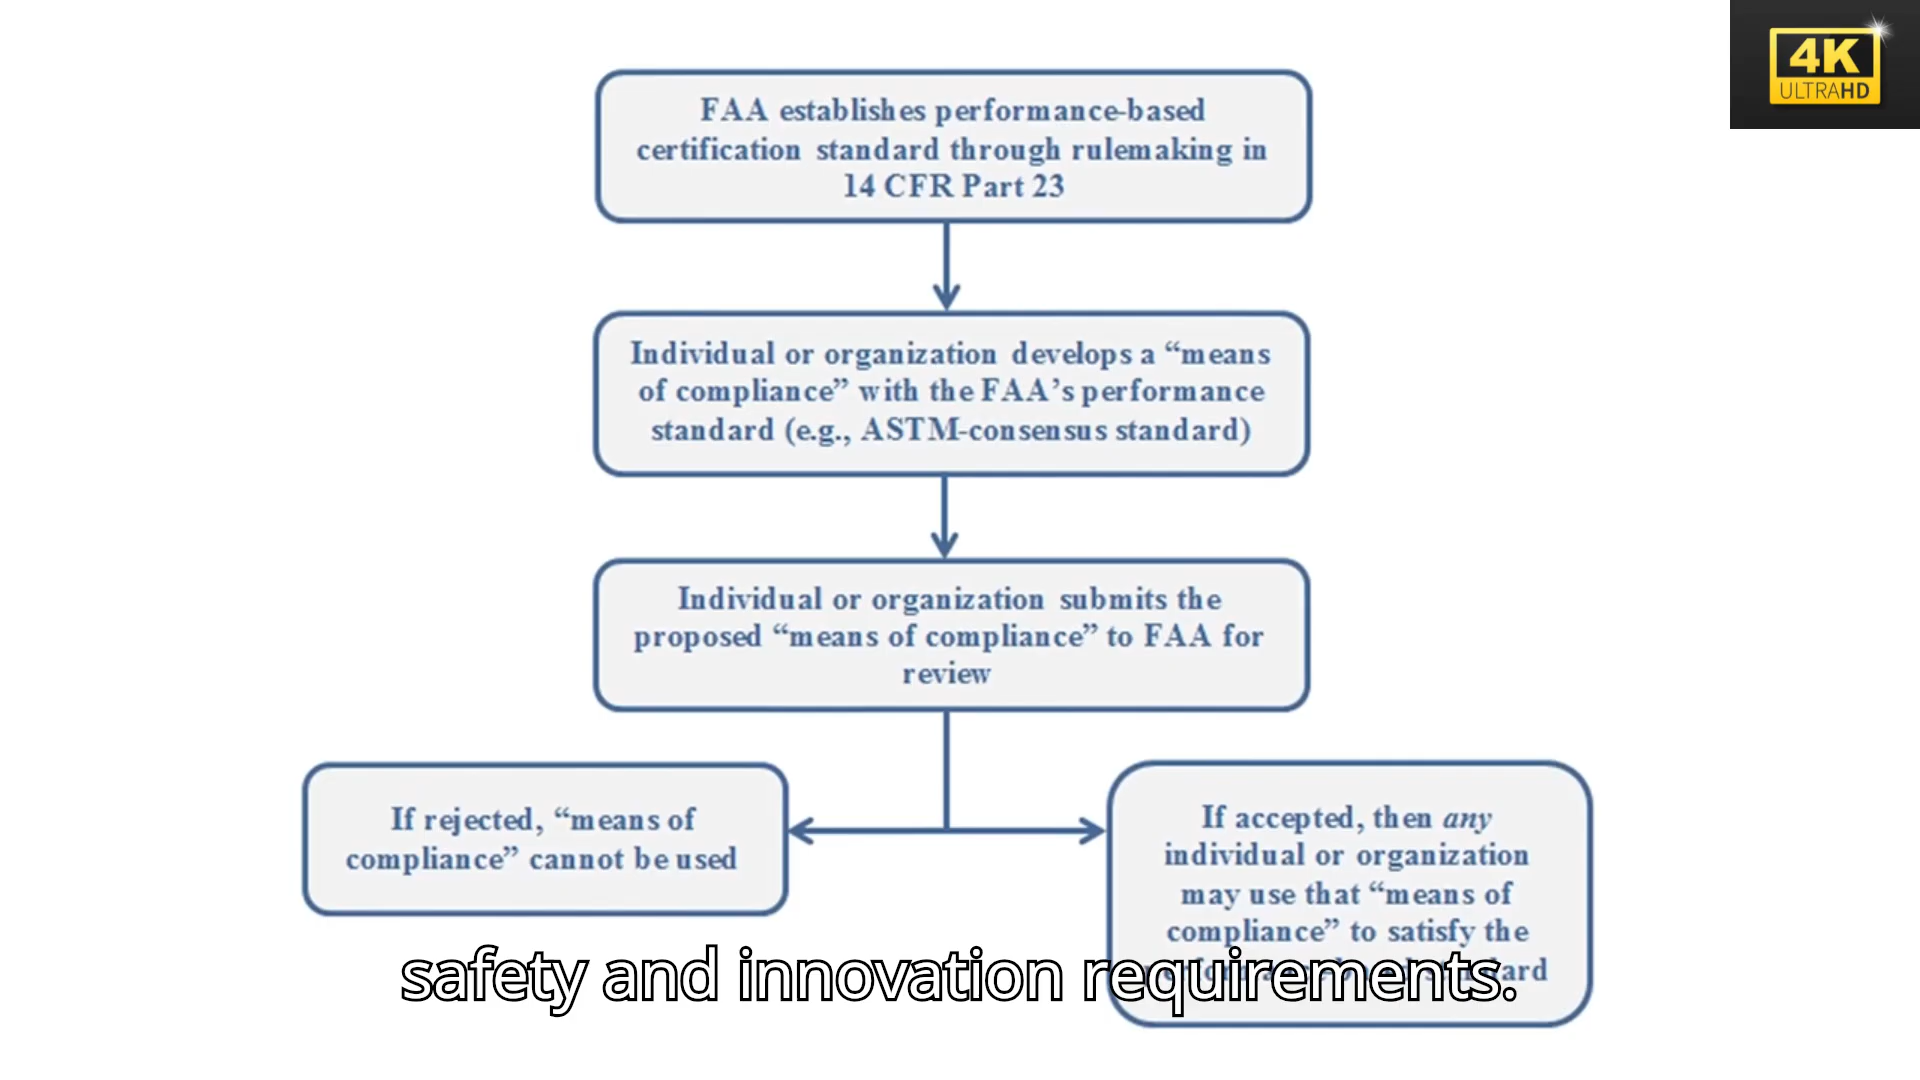 4K
ULTRAHD
FAA establishes performance-based
certification standard through rulemaking in
14 CFR Part 23
Individual or organization develops a “means
of compliance” with the FAA’s performance
standard (e.g., ASTM-consensus standard)
Individual or organization submits the
proposed “means of compliance” to FAA for
review
If rejected, “means of
compliance” cannot be used
If accepted, then any
individual or organization
may use that “means of
compliance” to satisfy the
safety and innovation requirements.